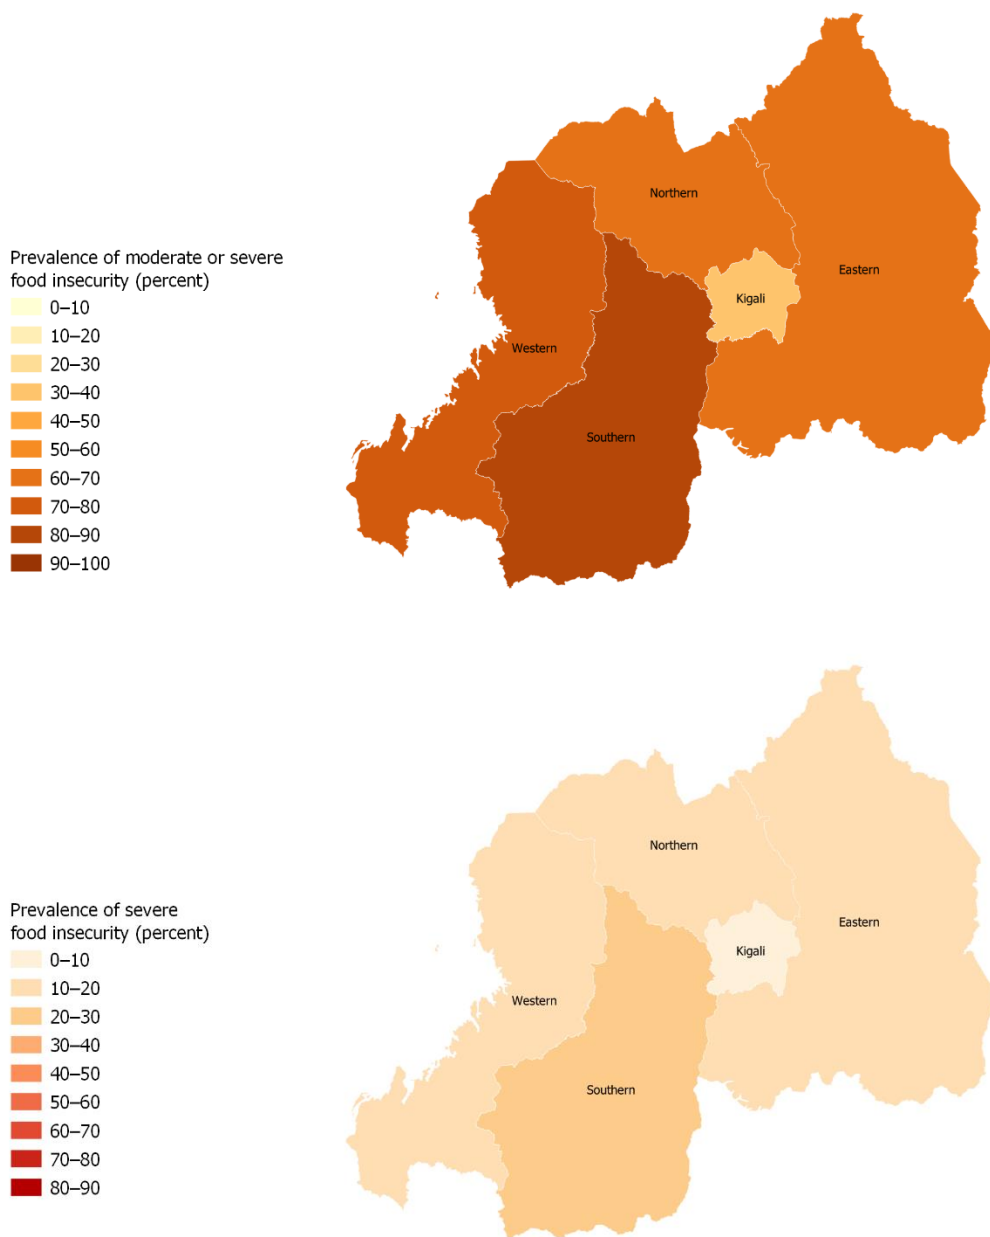 Northern
Prevalence of moderate or severe
food insecurity (percent)
0–10
10–20
20–30
30–40
40–50
50–60
60–70
70–80
80–90
90–100
Eastern
Kigali
Western
Southern
Northern
Prevalence of severe
food insecurity (percent)
0–10
10–20
20–30
30–40
40–50
50–60
60–70
70–80
80–90
Eastern
Kigali
Western
Southern